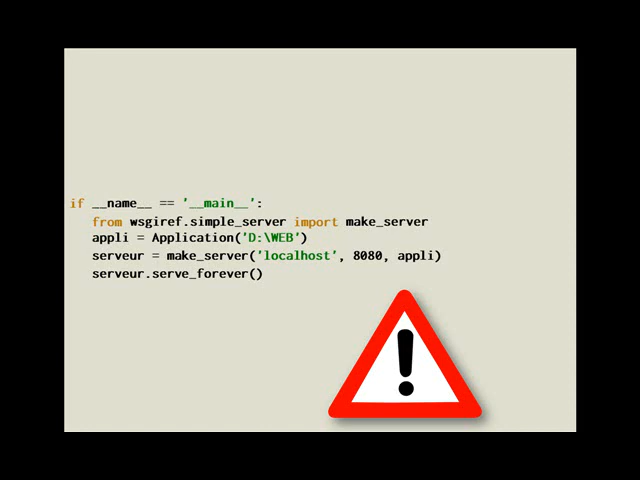 if __name__ == '__main__':
from wsgiref.simple_server import make_server
appli = Application('D:\WEB')
serveur = make_server('localhost', 8080, appli)
serveur.serve_forever()
!